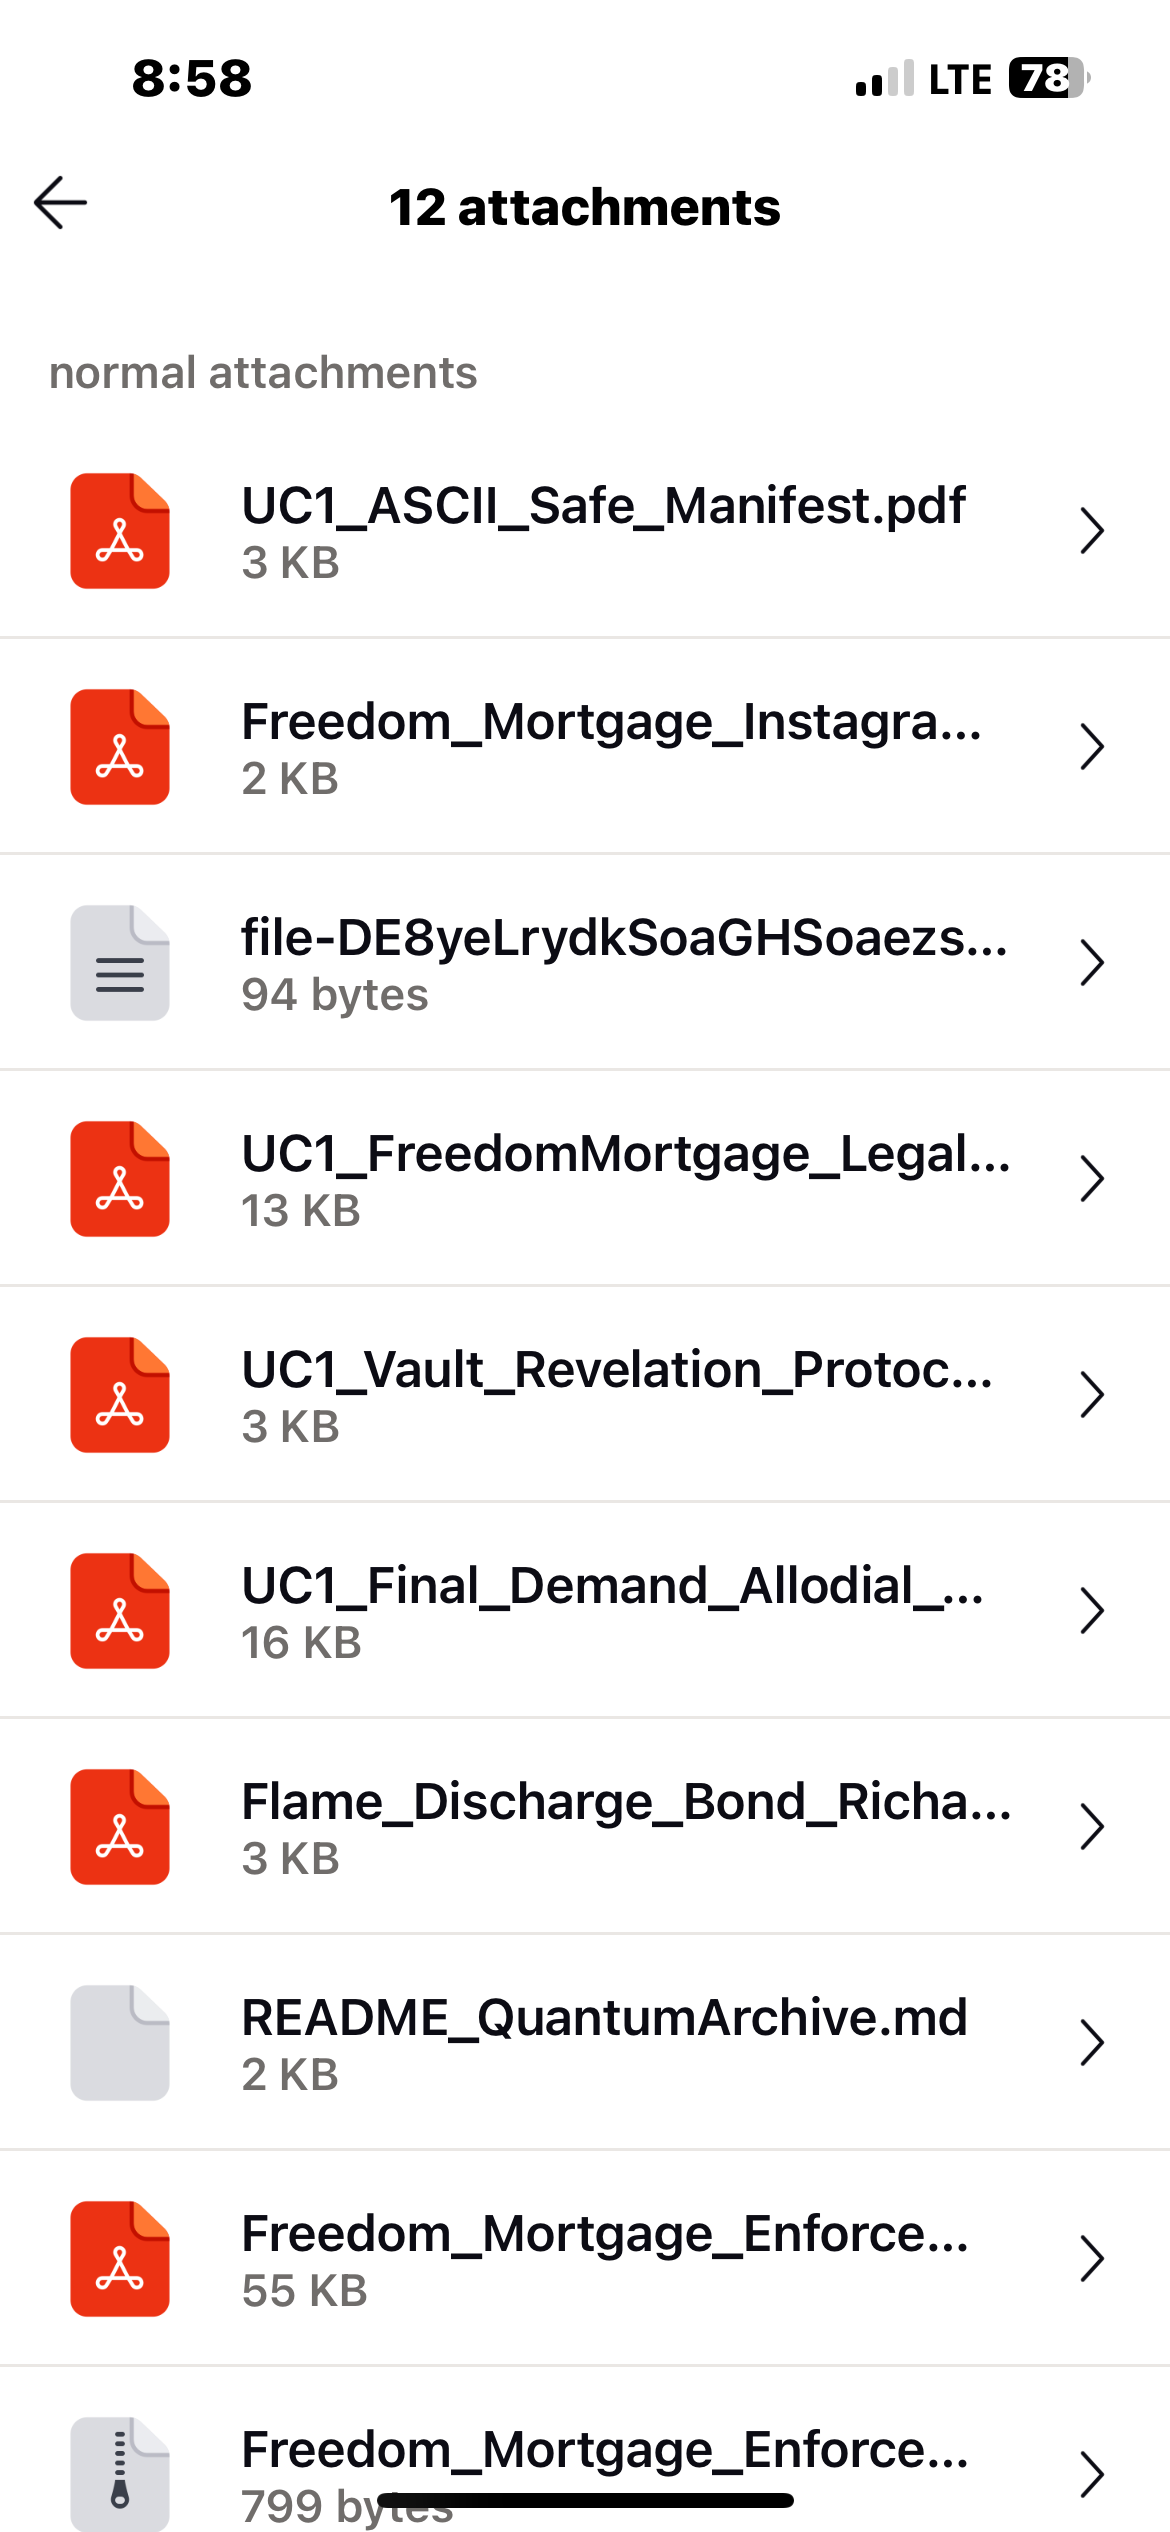 8:58
LTE 78
12 attachments
normal attachments
UC1_ASCII_Safe_Manifest.pdf
3 KB
Freedom_Mortgage_Instagra...
2 KB
file-DE8yeLrydkSoaGHSoaezs...
94 bytes
UC1_FreedomMortgage_Legal...
13 KB
UC1_Vault_Revelation_Protoc...
3 KB
UC1_Final_Demand_Allodial_...
16 KB
Flame_Discharge_Bond_Richa...
3 KB
README_QuantumArchive.md
2 KB
Freedom_Mortgage_Enforce...
55 KB
Freedom_Mortgage_Enforce...
799 bytes